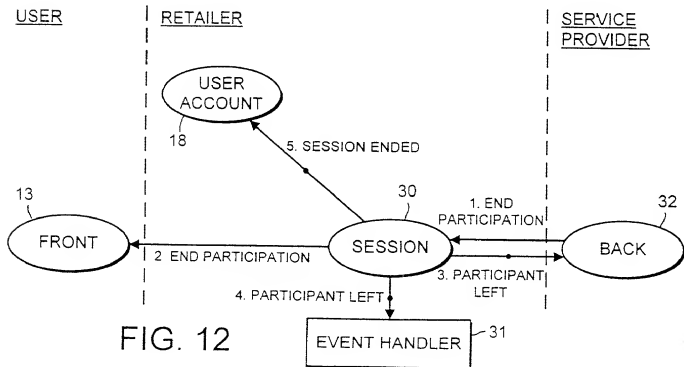 USER
RETAILER
SERVICE
PROVIDER
USER
ACCOUNT
18
5. SESSION ENDED
13
30
32
1. END
PARTICIPATION
FRONT
SESSION
BACK
2 END PARTICIPATION
3. PARTICIPANT
LEFT
4. PARTICIPANT LEFT
FIG. 12
EVENT HANDLER
31